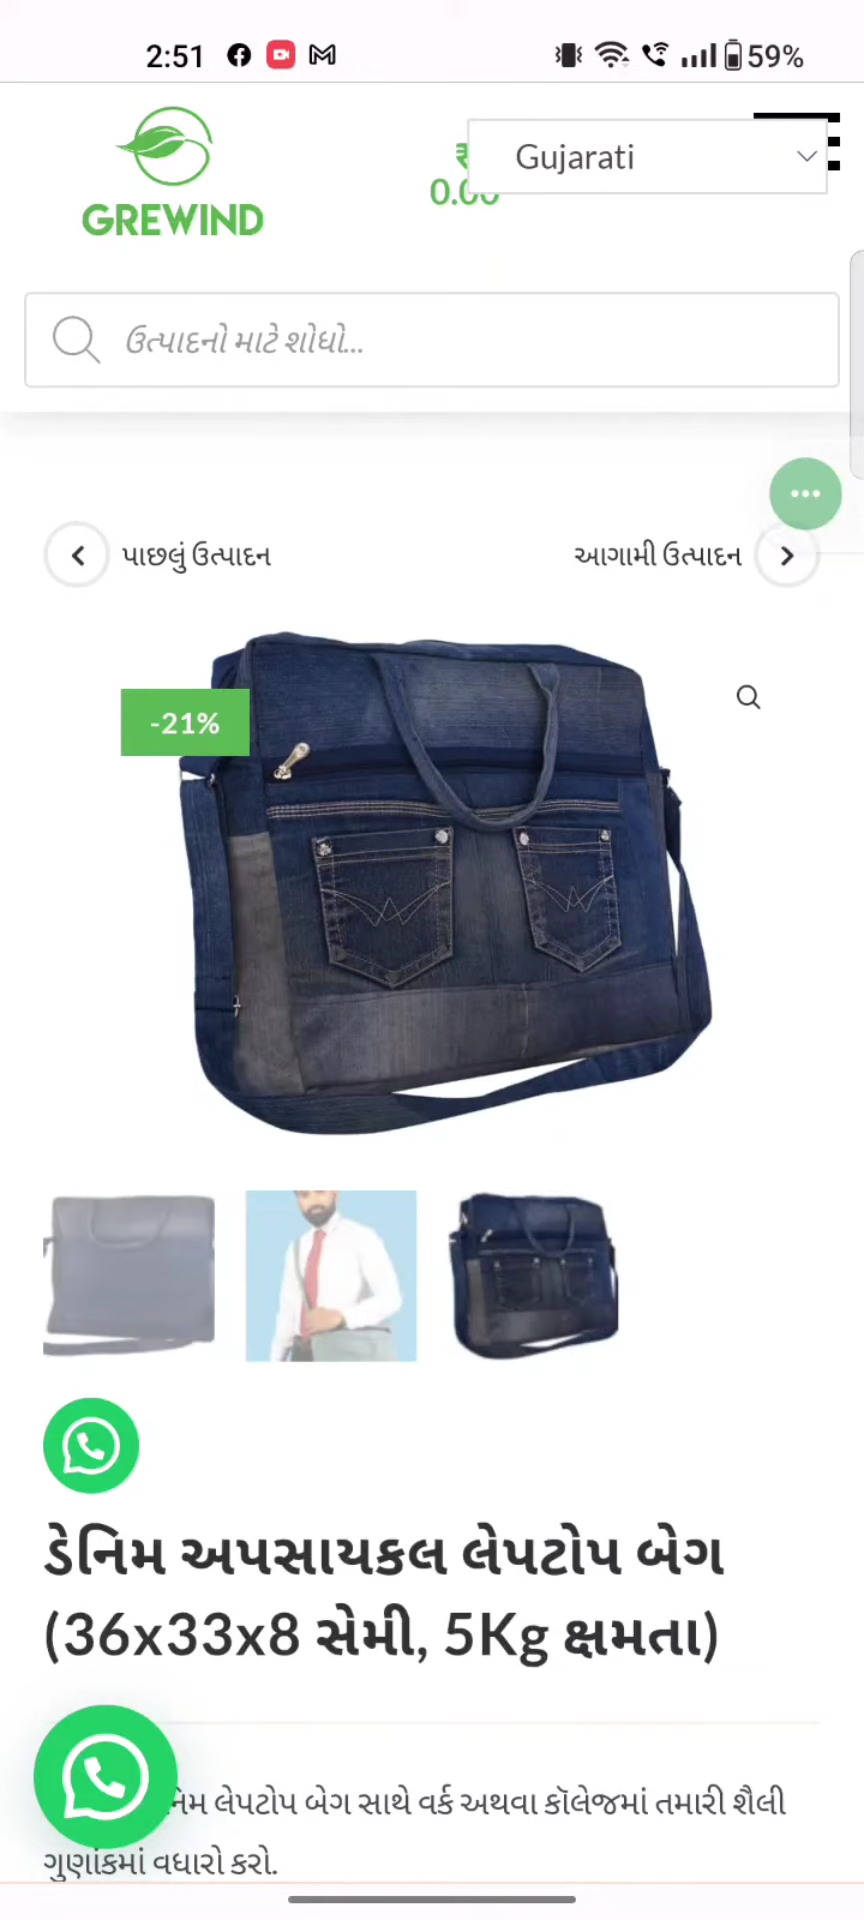 2:51
59%
GREWIND
0.00
Gujarati
ઉત્પાદનો માટે શોધો...
પાછલું ઉત્પાદન
આગામી ઉત્પાદન
-21%
ડેનિમ અપસાયકલ લેપટોપ બેગ
(36x33x8 સેમી, 5Kg ક્ષમતા)
લેપટોપ બેગ સાથે વર્ક અથવા કૉલેજમાં તમારી શૈલી
ગુણાંકમાં વધારો કરો.